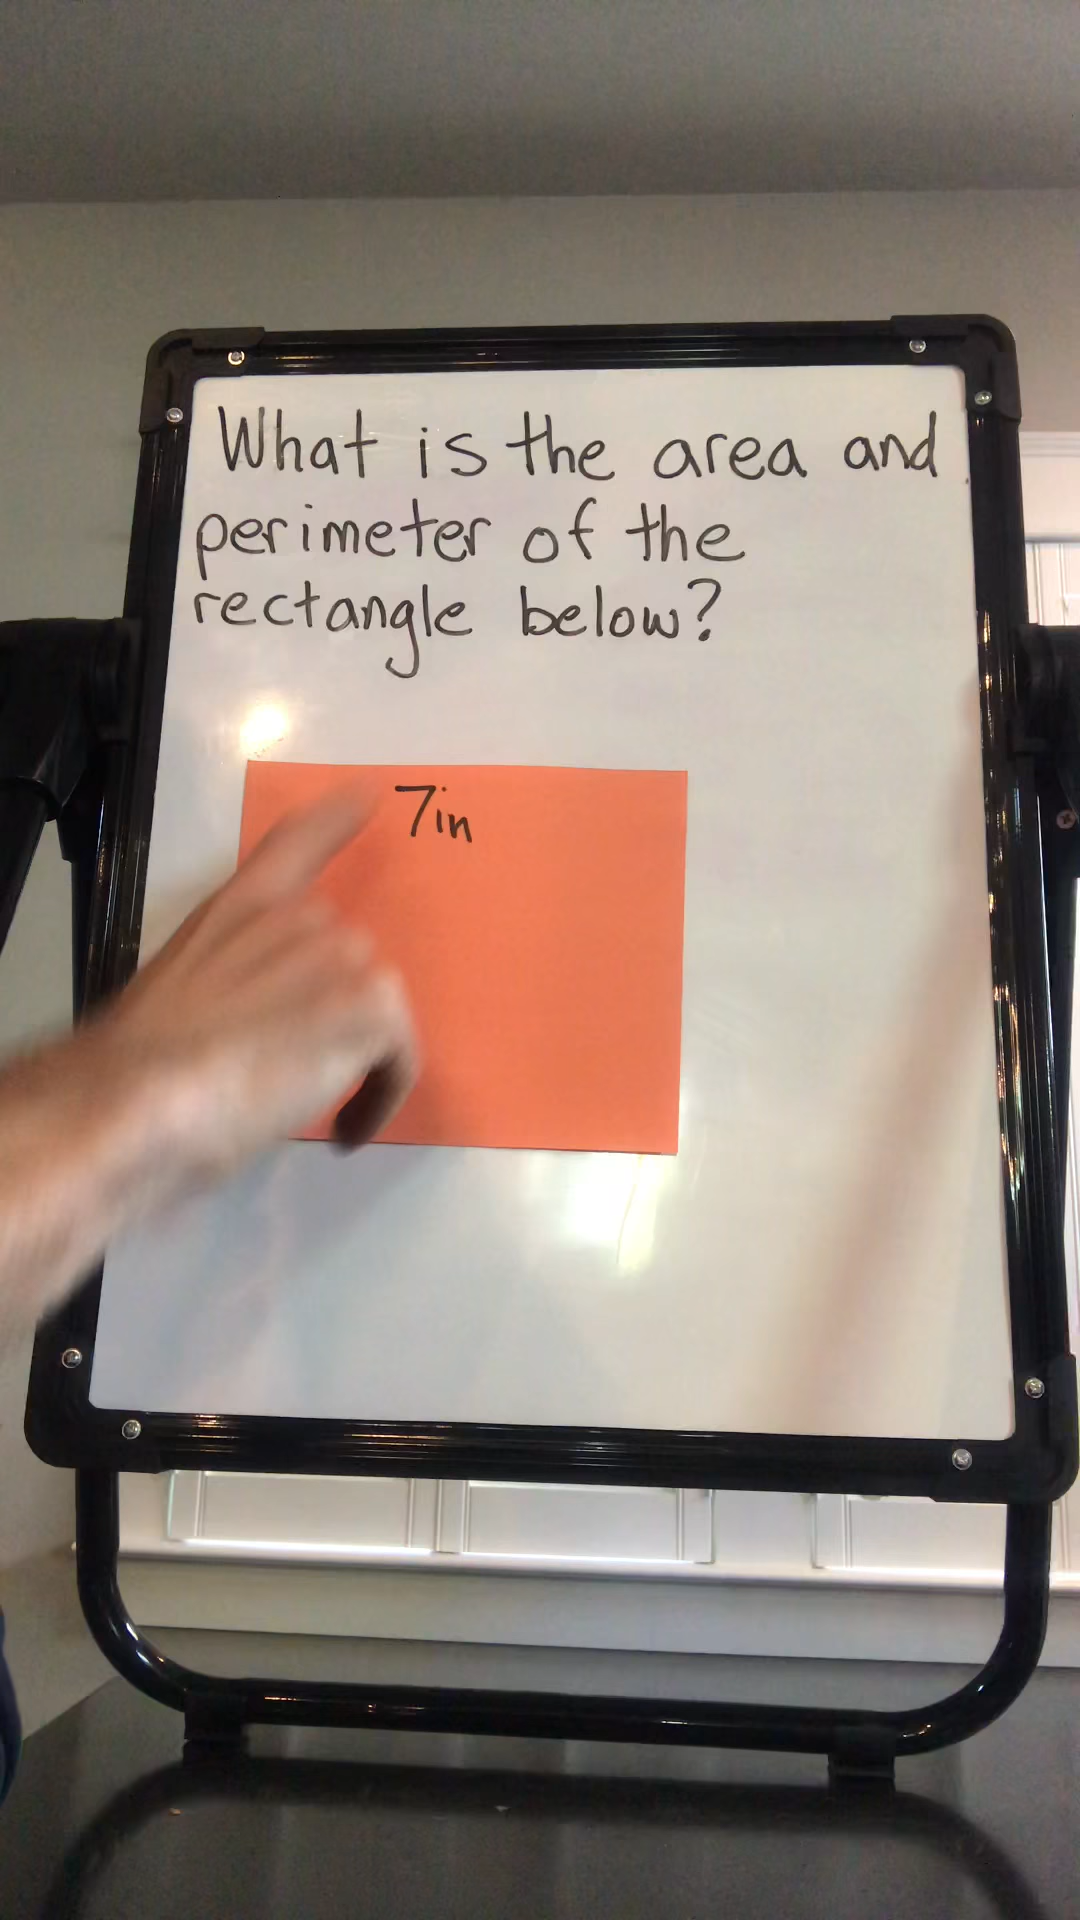 What is the area and
perimeter of the
rectangle below?
7in